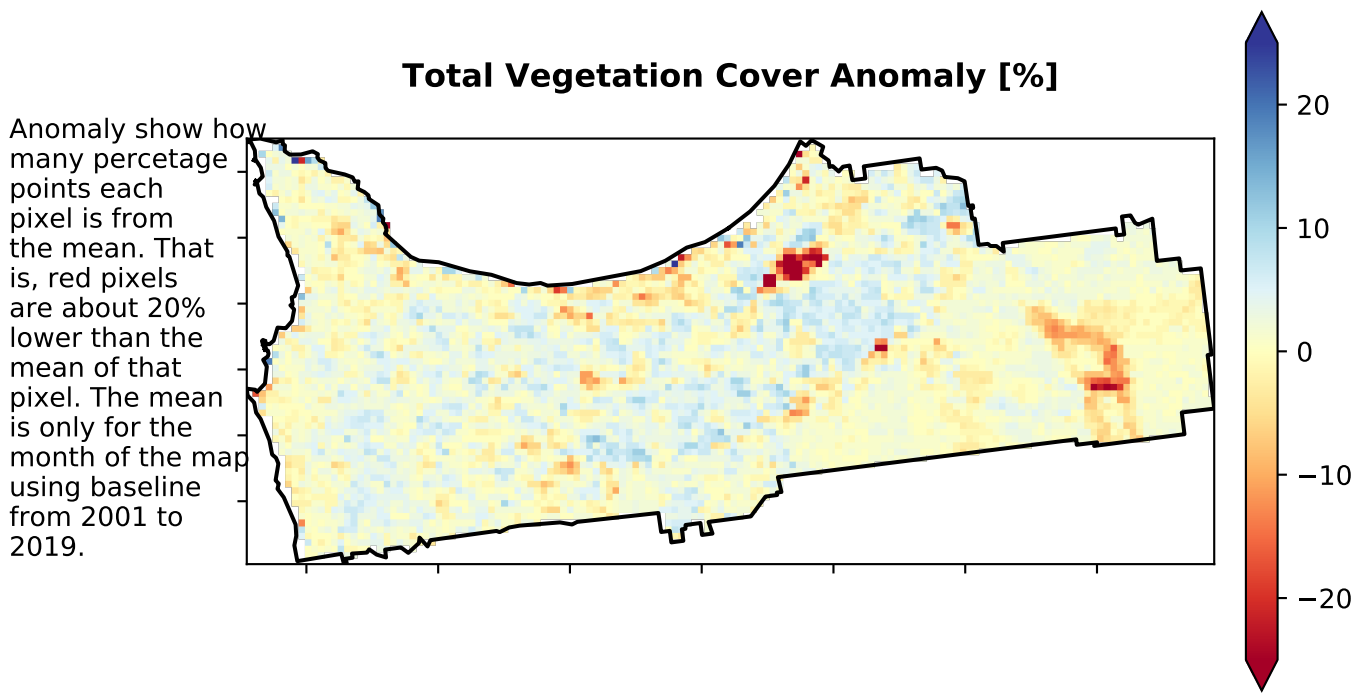 Total Vegetation Cover Anomaly [%]
Anomaly show how
many percetage
points each
pixel is from
the mean. That
is, red pixels
are about 20%
lower than the
mean of that
pixel. The mean
is only for the
month of the map
using baseline
from 2001 to
2019.
20
10
0
−10
−20